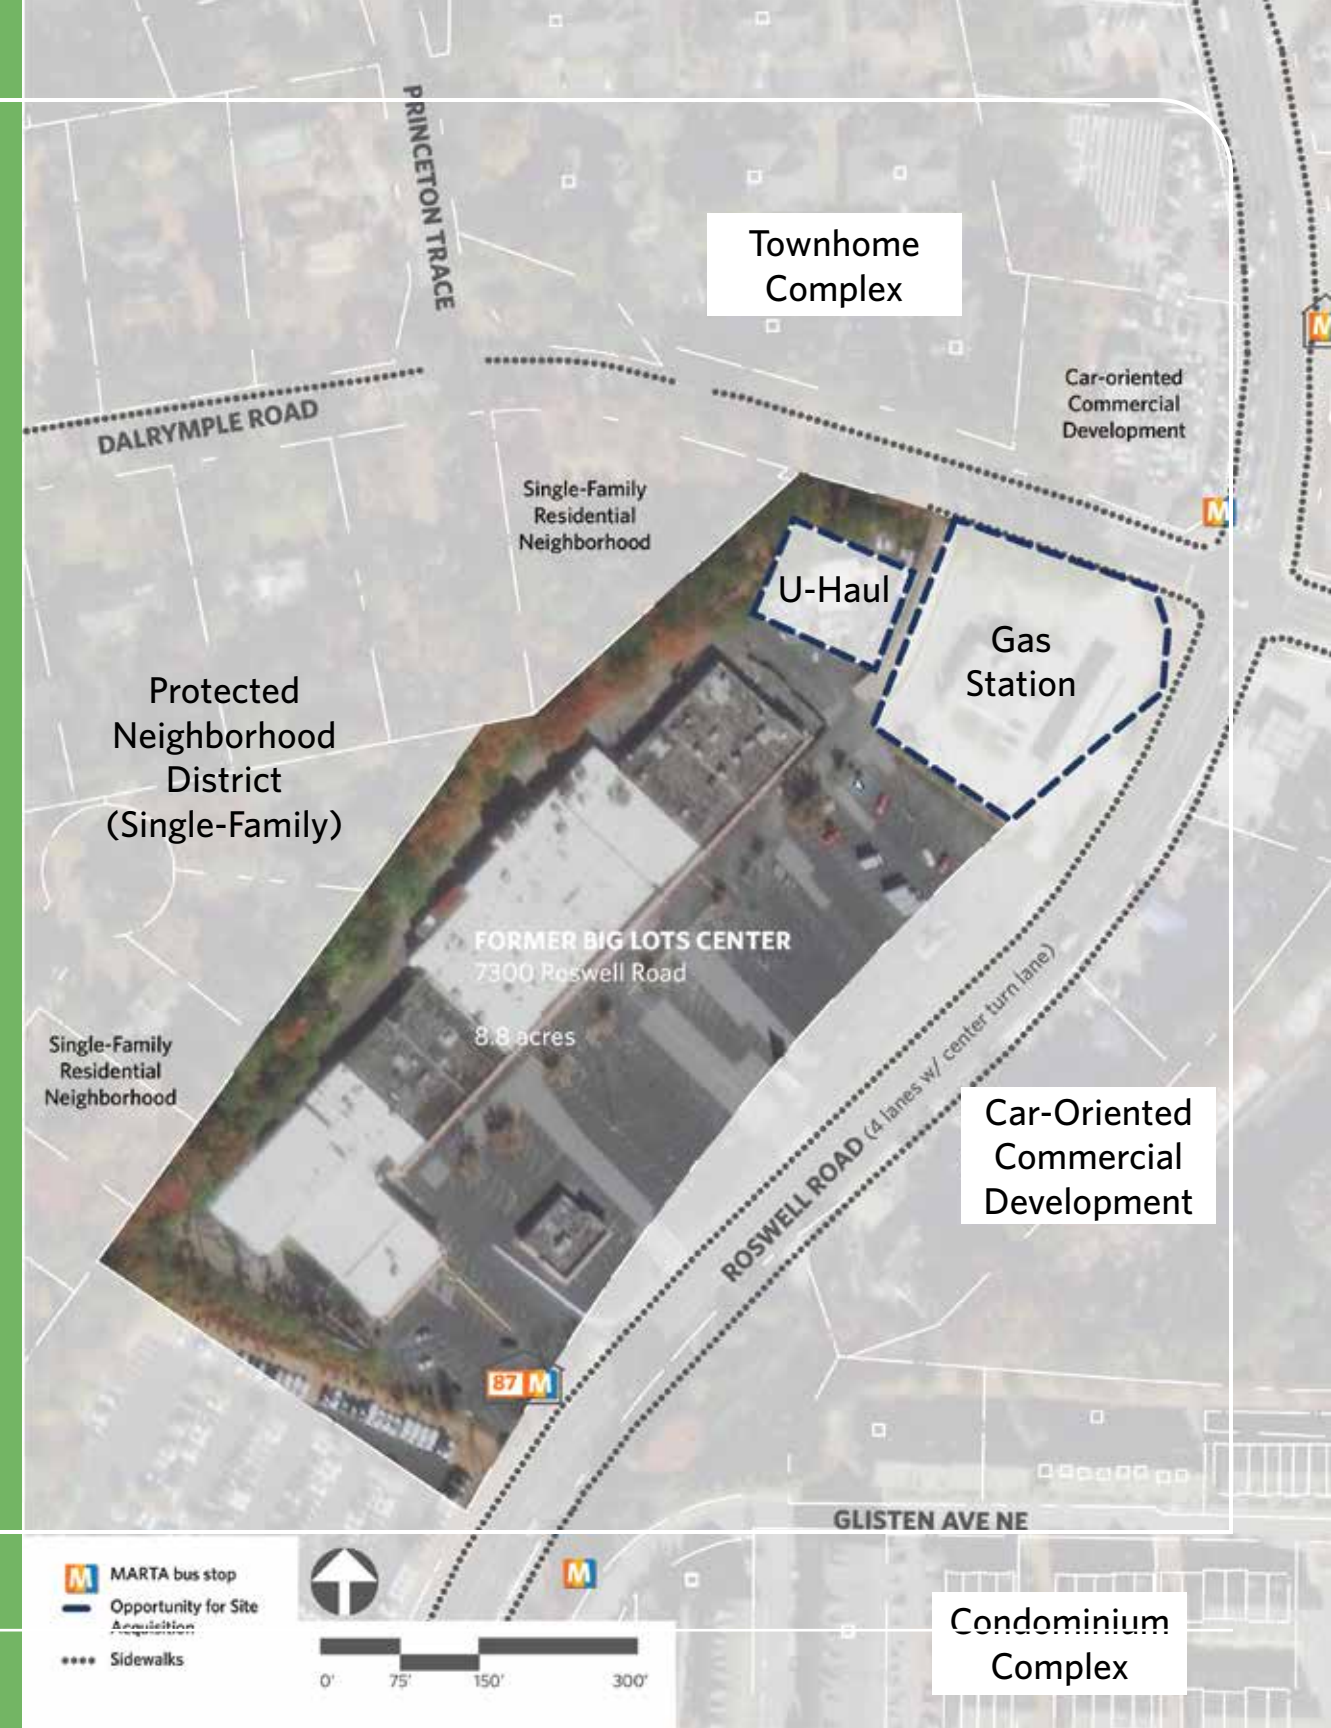 PRINCETON TRACE
Townhome
Complex
M
Car-oriented
Commercial
Development
DALRYMPLE ROAD
Single-Family
Residential
Neighborhood
M
U-Haul
Gas
Station
Protected
Neighborhood
District
(Single-Family)
FORMER BIG LOTS CENTER
7300 Roswell Road
8.8 acres
Single-Family
Residential
Neighborhood
ROSWELL ROAD (4 lanes w/ center turn lane)
Car-Oriented
Commercial
Development
87 M
GLISTEN AVE NE
M MARTA bus stop
Opportunity for Site
Acquisition
Sidewalks
0' 75' 150' 300'
M
Condominium
Complex